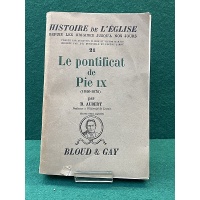 HISTOIRE DE L'ÉGLISE
DEPUIS LES ORIGINES JUSQU'A NOS JOURS
21
Le pontificat
de
Pie IX
(1846-1878)
par
R. AUBERT
BLOUD & GAY